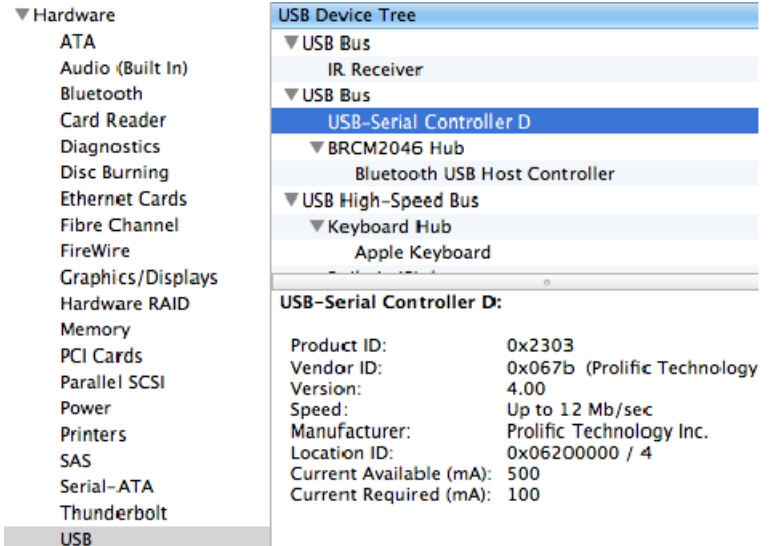 Hardware
ATA
Audio (Built In)
Bluetooth
Card Reader
Diagnostics
Disc Burning
Ethernet Cards
Fibre Channel
FireWire
Graphics/Displays
Hardware RAID
Memory
PCI Cards
Parallel SCSI
Power
Printers
SAS
Serial-ATA
Thunderbolt
USB
USB Device Tree
USB Bus
IR Receiver
USB Bus
USB-Serial Controller D
BRCM2046 Hub
Bluetooth USB Host Controller
USB High-Speed Bus
Keyboard Hub
Apple Keyboard
USB-Serial Controller D:
Product ID: 0x2303
Vendor ID: 0x067b (Prolific Technology
Version: 4.00
Speed: Up to 12 Mb/sec
Manufacturer: Prolific Technology Inc.
Location ID: 0x06200000 / 4
Current Available (mA): 500
Current Required (mA): 100